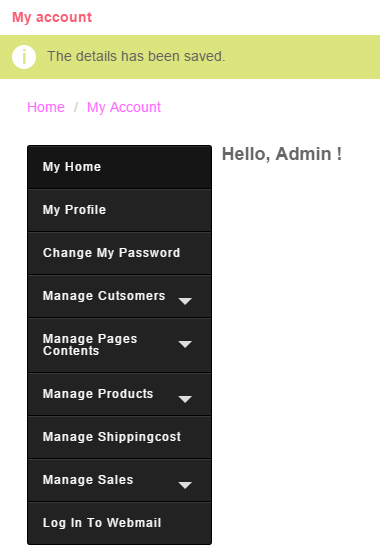 My account
The details has been saved.
Home / My Account
Hello, Admin !
My Home
My Profile
Change My Password
Manage Cutsomers
Manage Pages
Contents
Manage Products
Manage Shippingcost
Manage Sales
Log In To Webmail